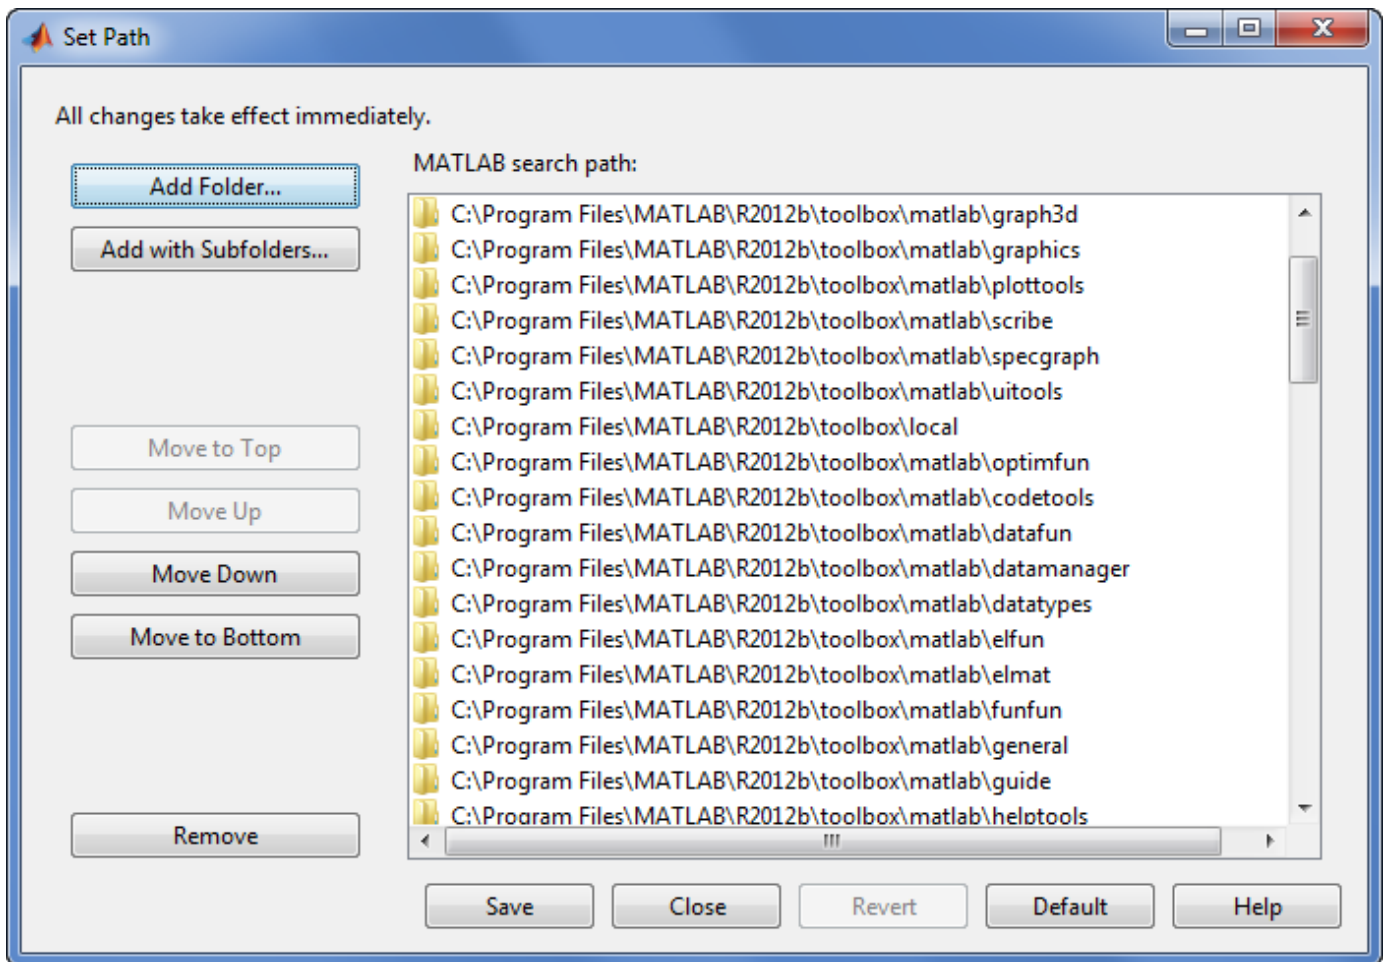 Set Path
All changes take effect immediately.
Add Folder...
Add with Subfolders...
Move to Top
Move Up
Move Down
Move to Bottom
Remove
MATLAB search path:
C:\Program Files\MATLAB\R2012b\toolbox\matlab\graph3d
C:\Program Files\MATLAB\R2012b\toolbox\matlab\graphics
C:\Program Files\MATLAB\R2012b\toolbox\matlab\plottools
C:\Program Files\MATLAB\R2012b\toolbox\matlab\scribe
C:\Program Files\MATLAB\R2012b\toolbox\matlab\specgraph
C:\Program Files\MATLAB\R2012b\toolbox\matlab\uitools
C:\Program Files\MATLAB\R2012b\toolbox\local
C:\Program Files\MATLAB\R2012b\toolbox\matlab\optimfun
C:\Program Files\MATLAB\R2012b\toolbox\matlab\codetools
C:\Program Files\MATLAB\R2012b\toolbox\matlab\datafun
C:\Program Files\MATLAB\R2012b\toolbox\matlab\datamanager
C:\Program Files\MATLAB\R2012b\toolbox\matlab\datatypes
C:\Program Files\MATLAB\R2012b\toolbox\matlab\elfun
C:\Program Files\MATLAB\R2012b\toolbox\matlab\elmat
C:\Program Files\MATLAB\R2012b\toolbox\matlab\funfun
C:\Program Files\MATLAB\R2012b\toolbox\matlab\general
C:\Program Files\MATLAB\R2012b\toolbox\matlab\guide
C:\Program Files\MATLAB\R2012b\toolbox\matlab\helptools
Save
Close
Revert
Default
Help